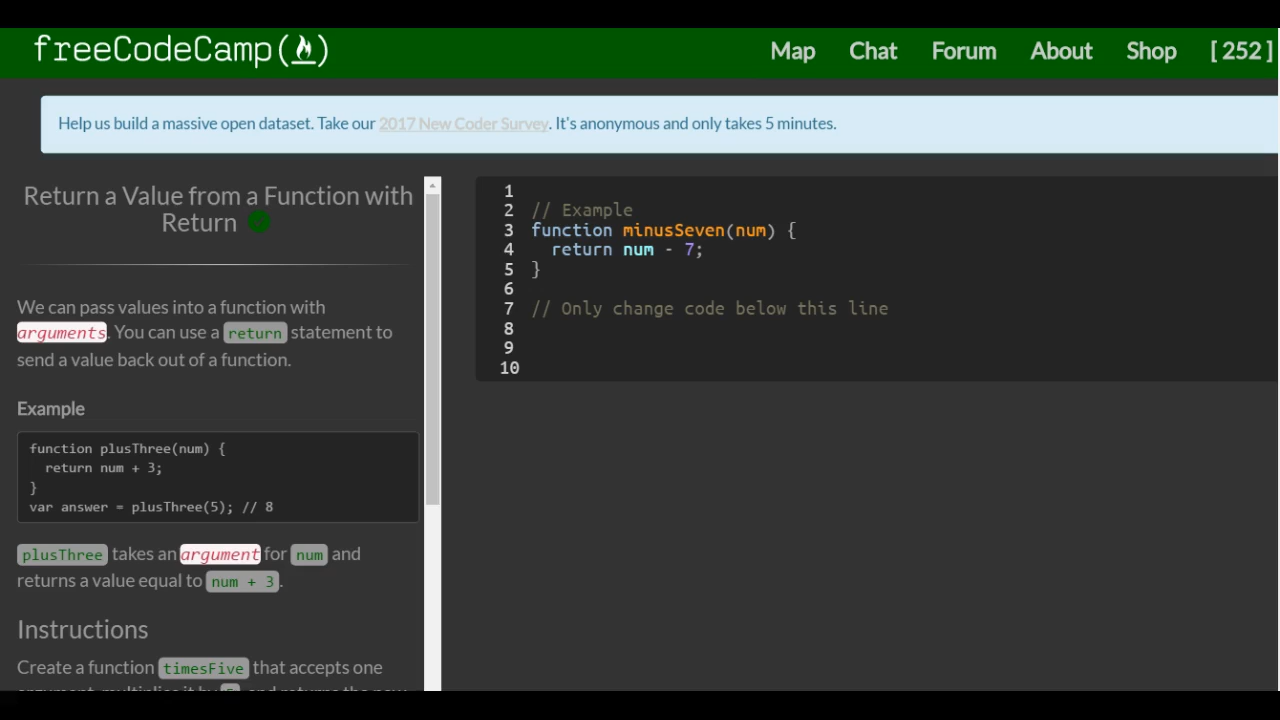 freeCodeCamp
Map Chat Forum About Shop [ 252 ]
Help us build a massive open dataset. Take our 2017 New Coder Survey. It's anonymous and only takes 5 minutes.
Return a Value from a Function with
Return
We can pass values into a function with
arguments. You can use a return statement to
send a value back out of a function.
Example
function plusThree(num) {
return num + 3;
}
var answer = plusThree(5); // 8
plusThree takes an argument for num and
returns a value equal to num + 3.
Instructions
Create a function timesFive that accepts one
1
2 // Example
3 function minusSeven(num) {
4 return num - 7;
5 }
6
7 // Only change code below this line
8
9
10